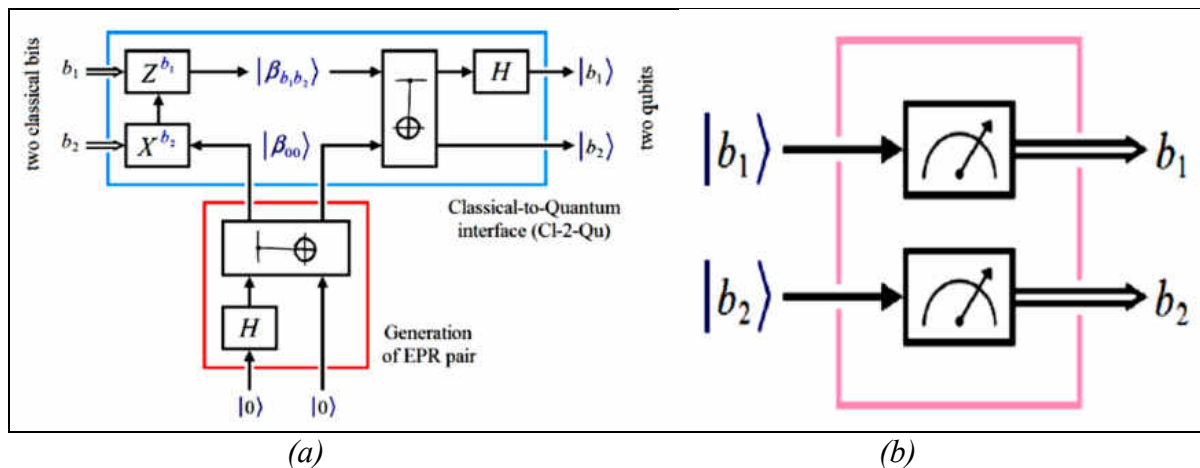 two classical bits
b₁
Z^b₁
|β_b₁b₂⟩
H
|b₁⟩
b₂
X^b₂
|β₀₀⟩
|b₂⟩
two qubits
Classical-to-Quantum
interface (Cl-2-Qu)
H
Generation
of EPR pair
|0⟩ |0⟩
(a)
|b₁⟩ b₁
|b₂⟩ b₂
(b)